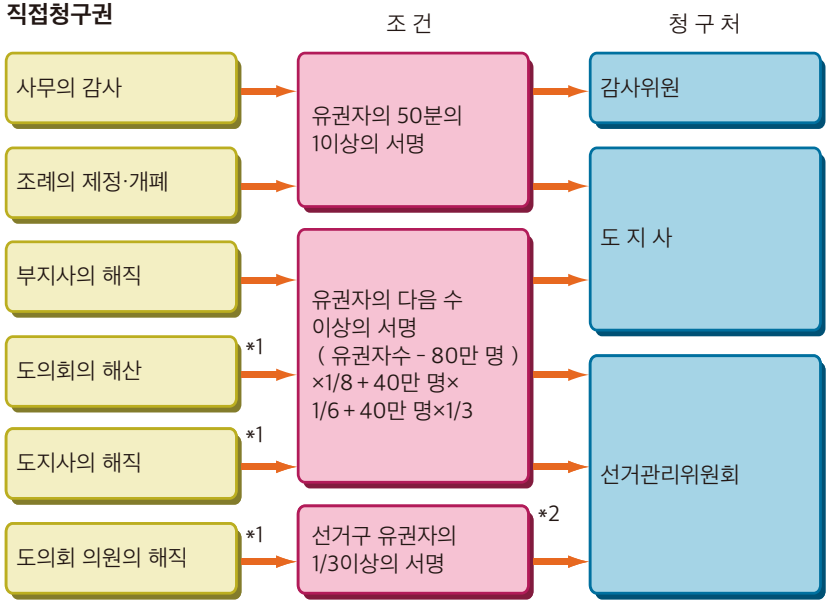 직접청구권
조 건
청 구 처
사무의 감사
조례의 제정·개폐
부지사의 해직
도의회의 해산
*1
도지사의 해직
*1
도의회 의원의 해직
*1
유권자의 50분의
1이상의 서명
유권자의 다음 수
이상의 서명
( 유권자수 – 80만 명 )
×1/8 + 40만 명×
1/6 + 40만 명×1/3
선거구 유권자의
1/3이상의 서명
*2
감사위원
도 지 사
선거관리위원회